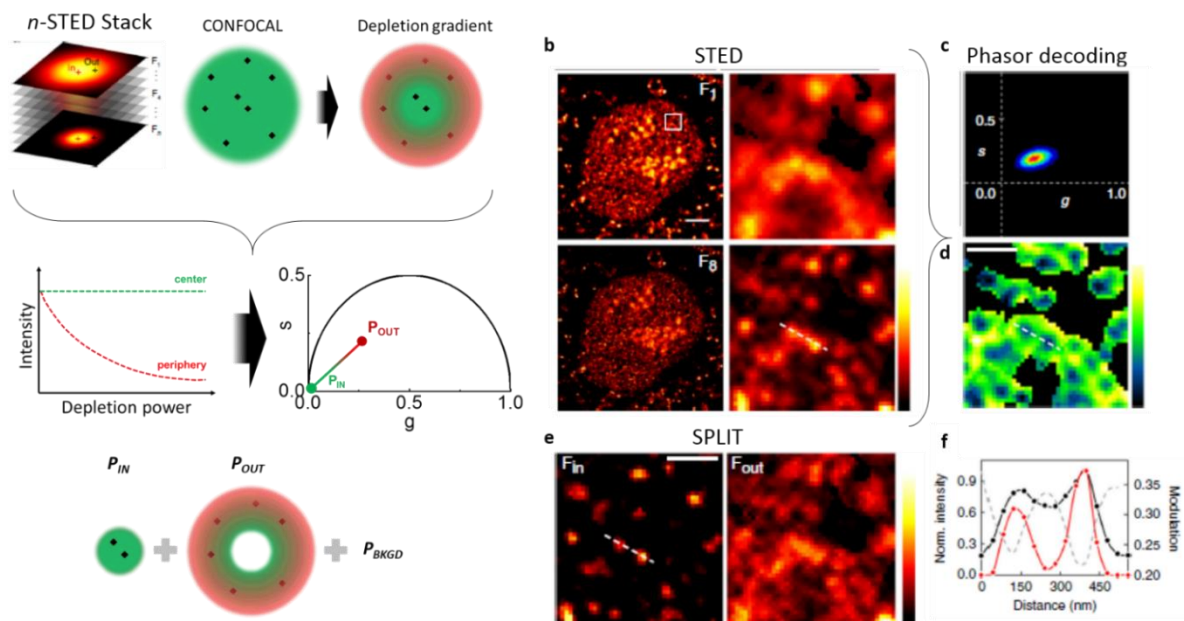 n-STED Stack
CONFOCAL
Depletion gradient
In
Out
F1
F4
Intensity
center
periphery
Depletion power
s
0.5
0.0
POUT
PIN
0.0
0.5
1.0
g
PIN
POUT
PBKGD
b
STED
F1
F8
c
Phasor decoding
0.5
s
0.0
g
1.0
d
e
SPLIT
Fin
Fout
f
Norm. intensity
0.9
0.6
0.3
0.0
0.35
0.30
0.25
0.20
Modulation
0
150
300
450
Distance (nm)